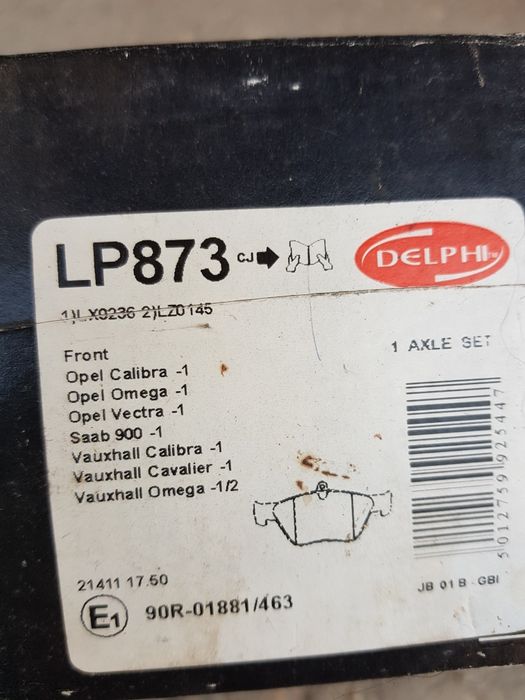 LP873 CJ
DELPHI TM
1)LX9236 2)LZ0145
1 AXLE SET
Front
Opel Calibra -1
Opel Omega -1
Opel Vectra -1
Saab 900 -1
Vauxhall Calibra -1
Vauxhall Cavalier -1
Vauxhall Omega -1/2
5012759925447
21411 17.50
JB 01 B - GBI
E1 90R-01881/463